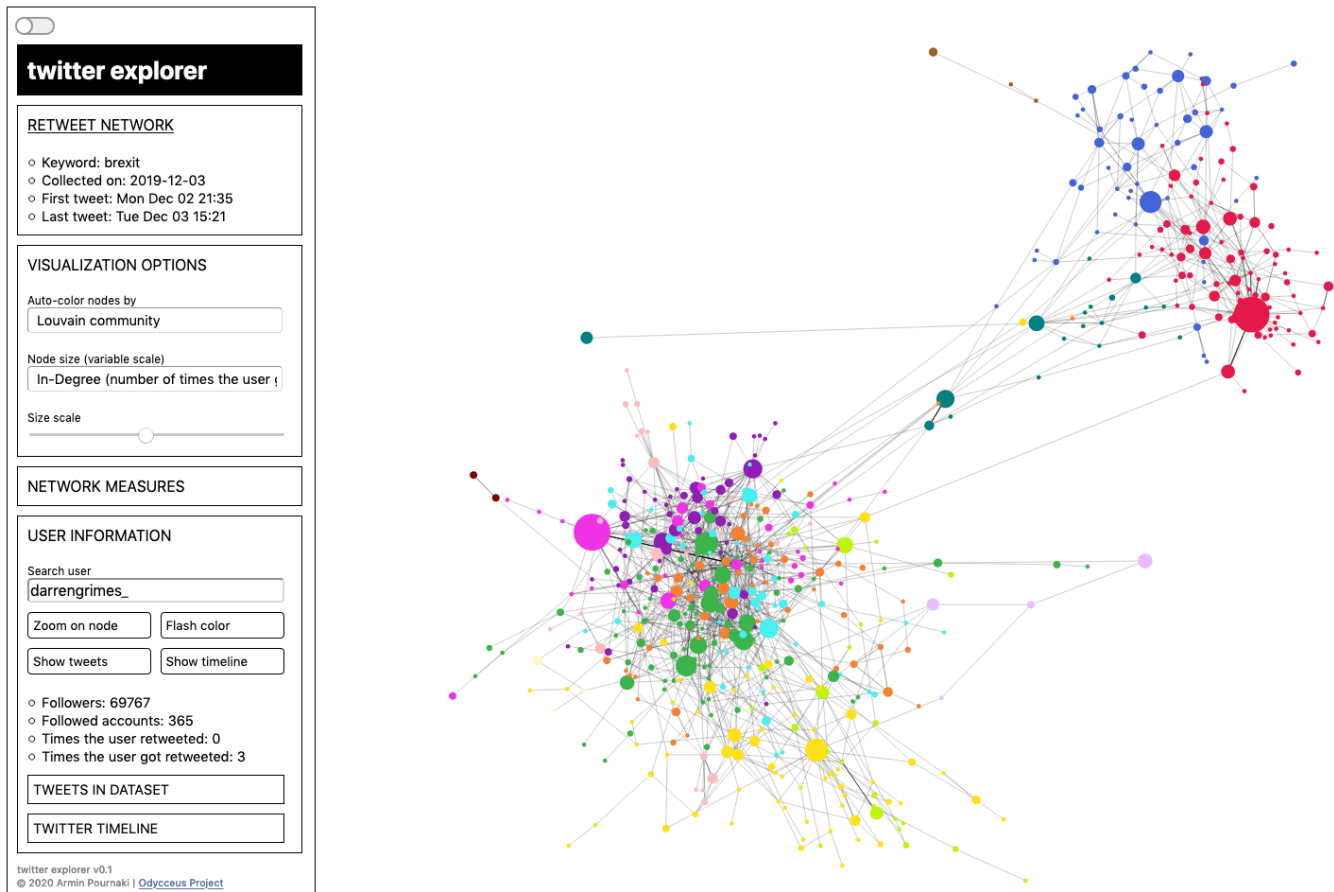 twitter explorer
RETWEET NETWORK
Keyword: brexit
Collected on: 2019-12-03
First tweet: Mon Dec 02 21:35
Last tweet: Tue Dec 03 15:21
VISUALIZATION OPTIONS
Auto-color nodes by
Louvain community
Node size (variable scale)
In-Degree (number of times the user g
Size scale
NETWORK MEASURES
USER INFORMATION
Search user
darrengrimes_
Zoom on node Flash color
Show tweets Show timeline
Followers: 69767
Followed accounts: 365
Times the user retweeted: 0
Times the user got retweeted: 3
TWEETS IN DATASET
TWITTER TIMELINE
twitter explorer v0.1
© 2020 Armin Pournaki | Odycceus Project